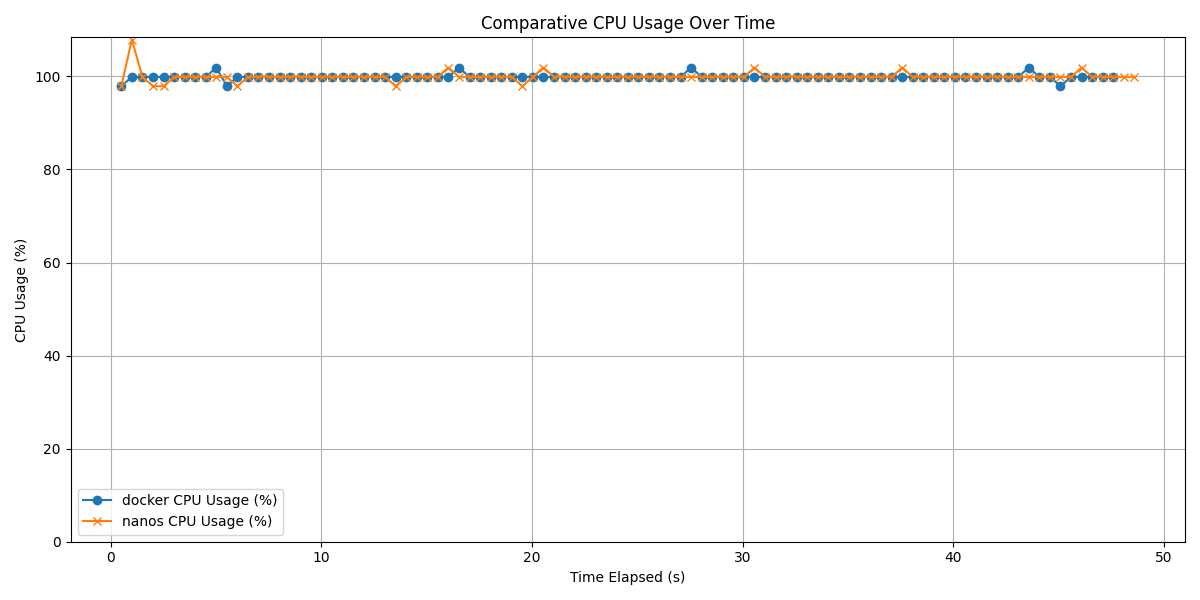 Comparative CPU Usage Over Time
100
80
60
40
20
0
CPU Usage (%)
docker CPU Usage (%)
nanos CPU Usage (%)
0 10 20 30 40 50
Time Elapsed (s)